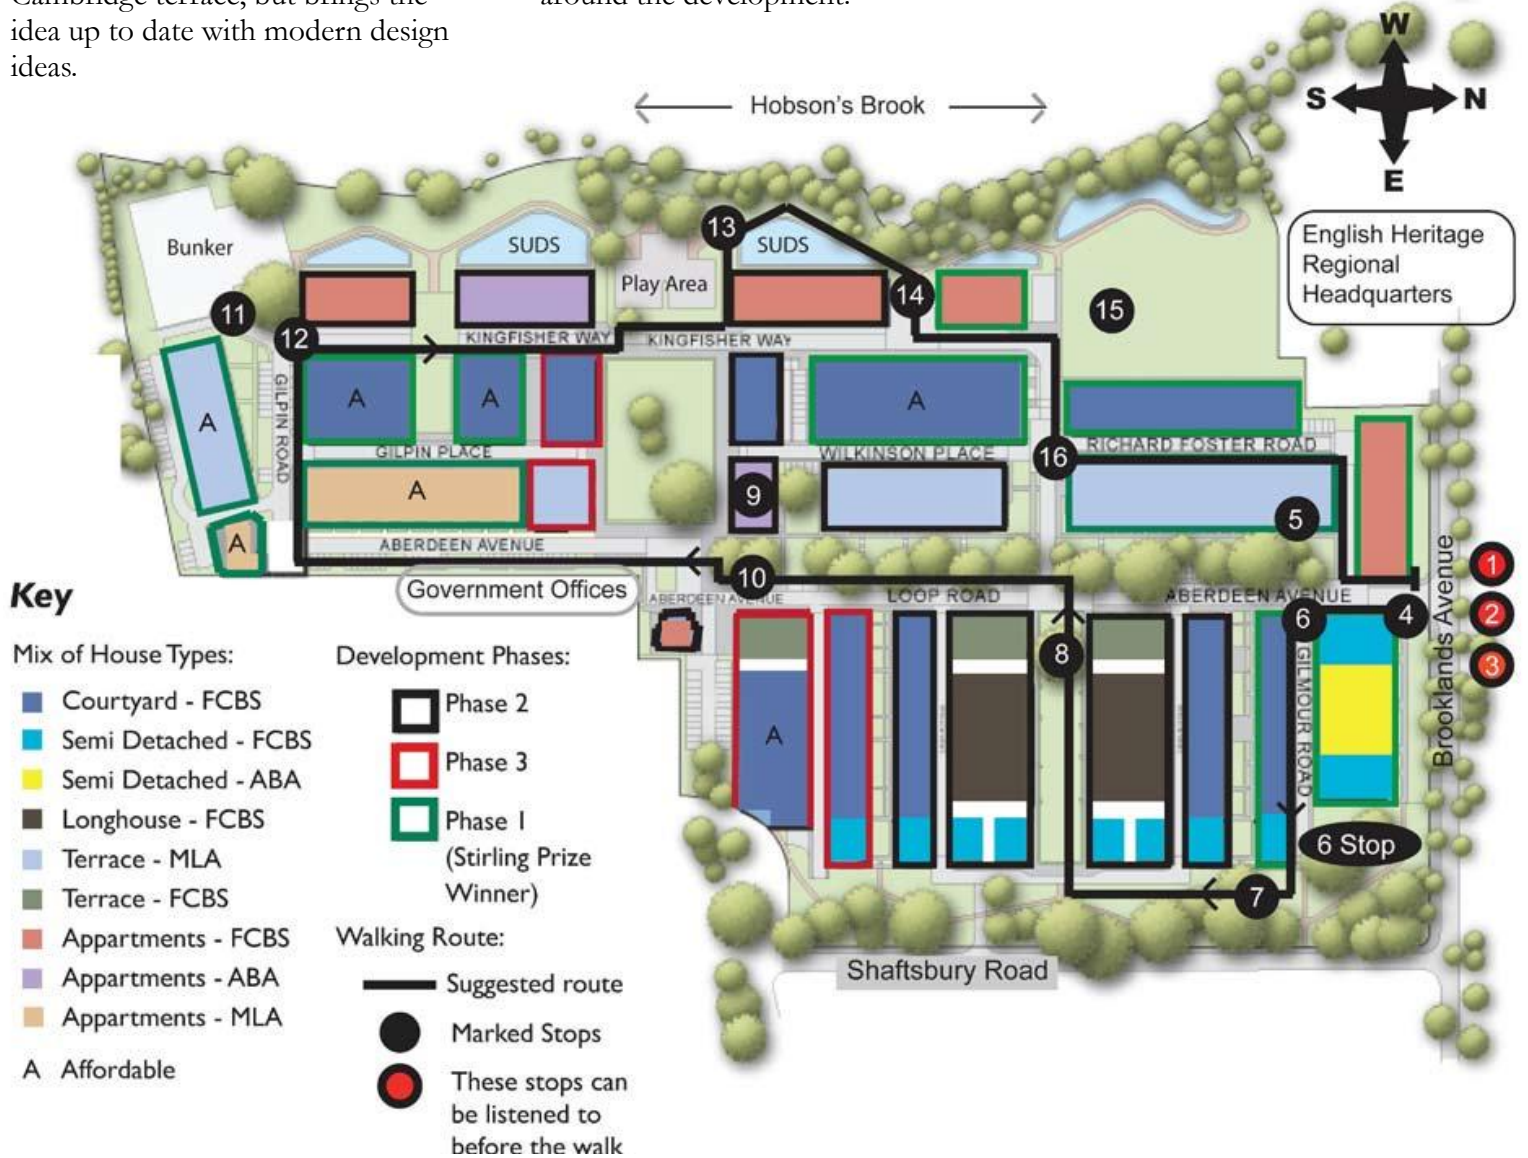 Cambridge terrace, but brings the
idea up to date with modern design
ideas.
around the development.
Hobson's Brook
W
S
N
E
English Heritage
Regional
Headquarters
Bunker
SUDS
Play Area
13
SUDS
14
15
11
12
KINGFISHER WAY
KINGFISHER WAY
A
GILPIN ROAD
A
A
A
GILPIN PLACE
WILKINSON PLACE
16
RICHARD FOSTER ROAD
A
9
5
A
ABERDEEN AVENUE
10
Government Offices
ABERDEEN AVENUE
LOOP ROAD
ABERDEEN AVENUE
Brooklands Avenue
1
2
3
4
6
GILMOUR ROAD
8
A
6 Stop
7
Shaftsbury Road
Key
Mix of House Types:
Courtyard - FCBS
Semi Detached - FCBS
Semi Detached - ABA
Longhouse - FCBS
Terrace - MLA
Terrace - FCBS
Appartments - FCBS
Appartments - ABA
Appartments - MLA
A Affordable
Development Phases:
Phase 2
Phase 3
Phase 1
(Stirling Prize
Winner)
Walking Route:
Suggested route
Marked Stops
These stops can
be listened to
before the walk